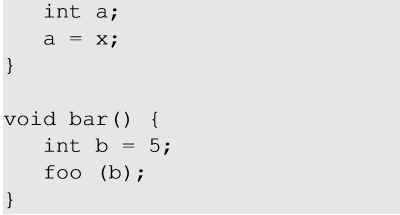 int a;
a = x;
}
void bar() {
int b = 5;
foo (b);
}